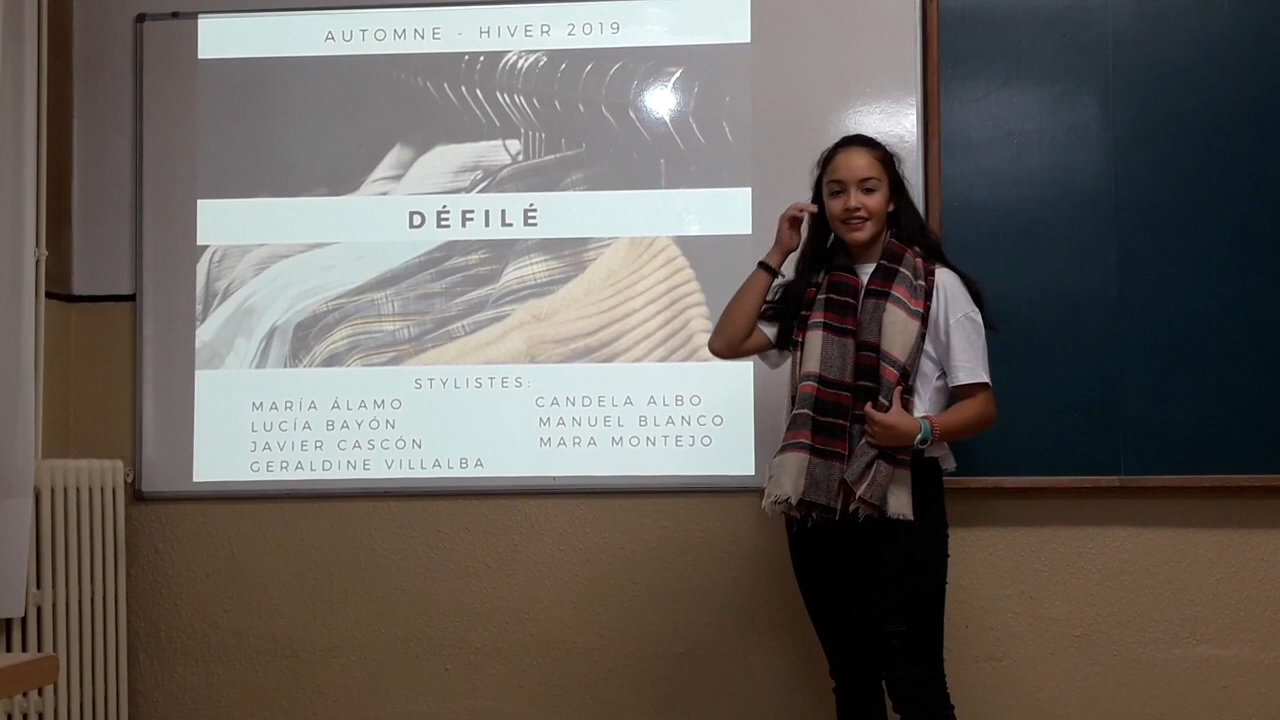 AUTOMNE - HIVER 2019
DÉFILÉ
STYLISTES:
MARÍA ÁLAMO
LUCÍA BAYÓN
JAVIER CASCÓN
GERALDINE VILLALBA
CANDELA ALBO
MANUEL BLANCO
MARA MONTEJO